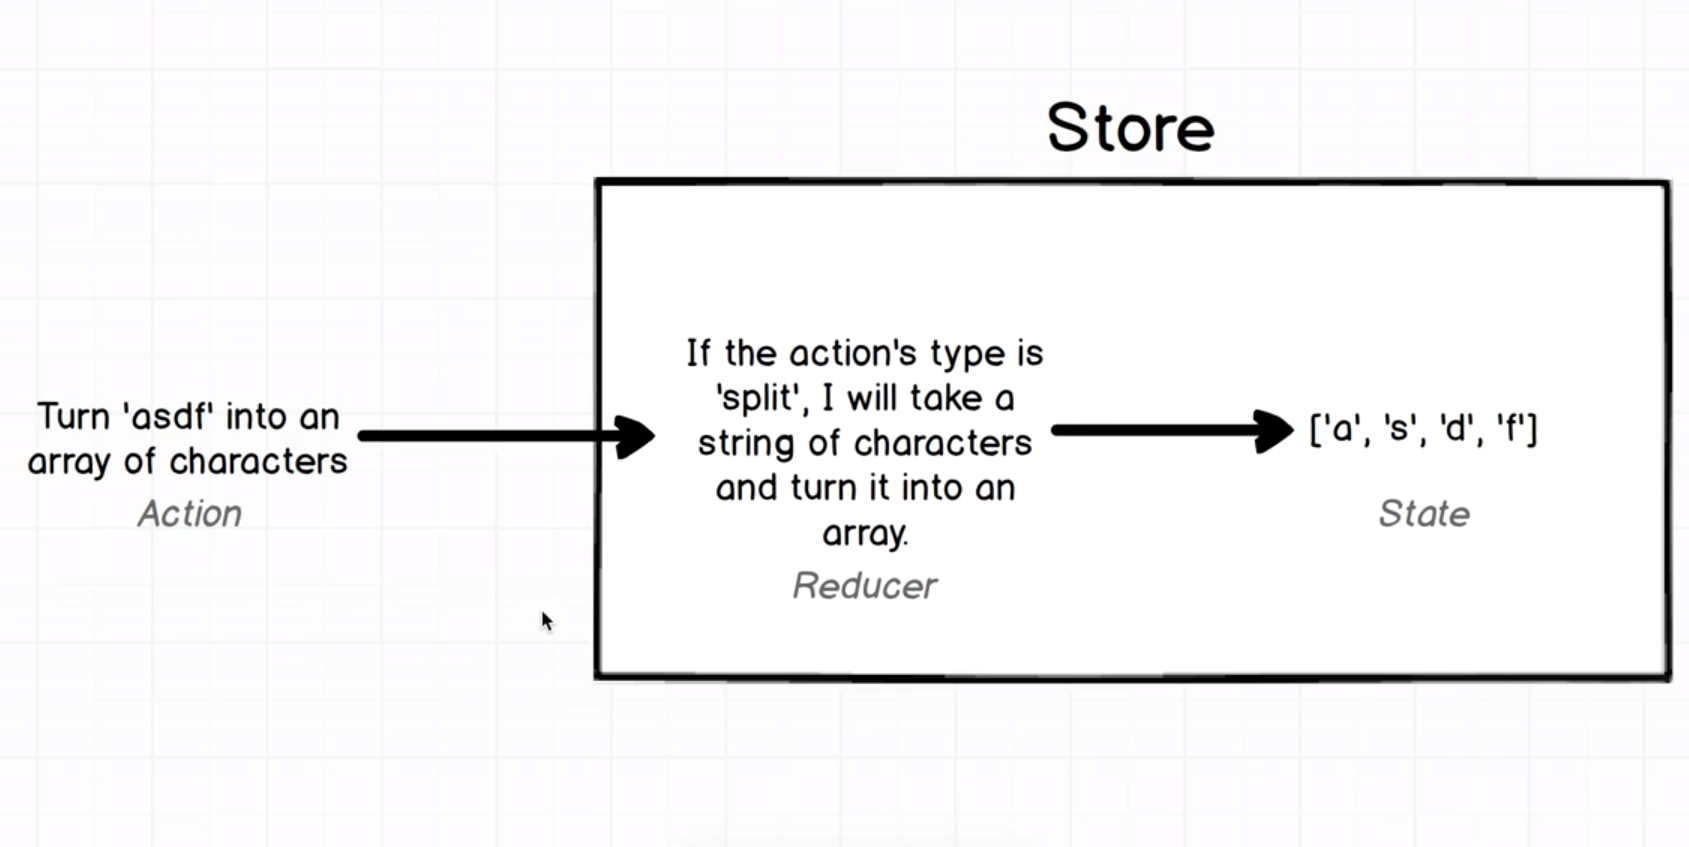 Store
Turn 'asdf' into an
array of characters
Action
If the action's type is
'split', I will take a
string of characters
and turn it into an
array.
Reducer
['a', 's', 'd', 'f']
State